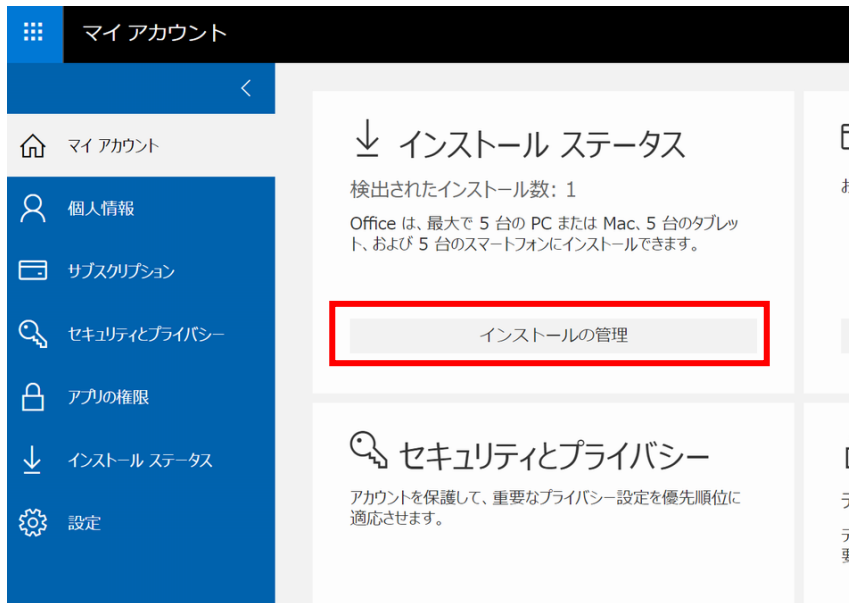 マイ アカウント
マイ アカウント
個人情報
サブスクリプション
セキュリティとプライバシー
アプリの権限
インストール ステータス
設定
インストール ステータス
検出されたインストール数: 1
Office は、最大で 5 台の PC または Mac、5 台のタブレッ
ト、および 5 台のスマートフォンにインストールできます。
インストールの管理
セキュリティとプライバシー
アカウントを保護して、重要なプライバシー設定を優先順位に
適応させます。